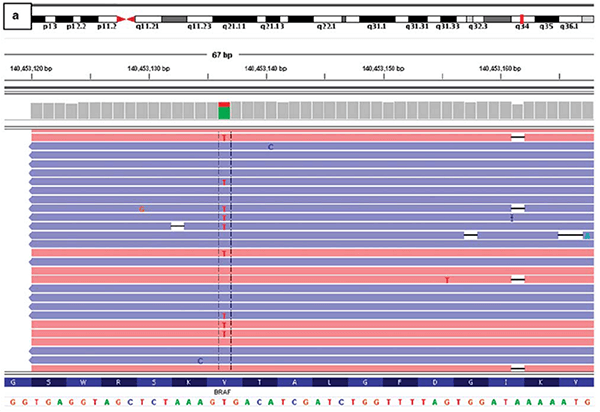 a
p13 p12.2 p11.2 q11.21 q11.23 q21.11 q21.13 q22.1 q31.1 q31.31 q31.33 q32.3 q34 q35 q36.1
67 bp
140,453,120 bp 140,453,130 bp 140,453,140 bp 140,453,150 bp 140,453,160 bp
T
C
T
G T
T I
T
A
T
T
T
T
T
C
G S W R S K V T A L G F D G I K V
BRAF
G G T G A G G T A G C T C T A A A G T G A C A T C G A T C T G G T T T T A G T G G A T A A A A A T G